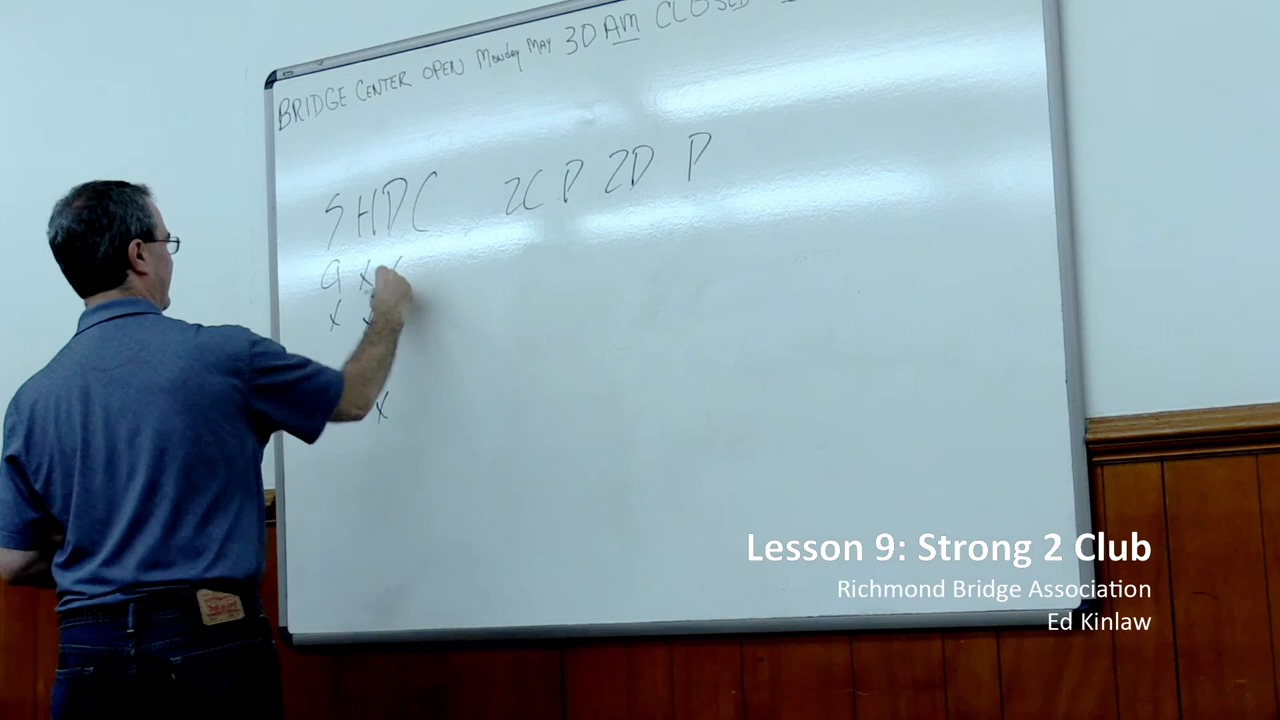 BRIDGE CENTER OPEN Monday MAY 30 AM CLOSED
S H D C 2C P 2D P
Q x
x x
x
Lesson 9: Strong 2 Club
Richmond Bridge Association
Ed Kinlaw